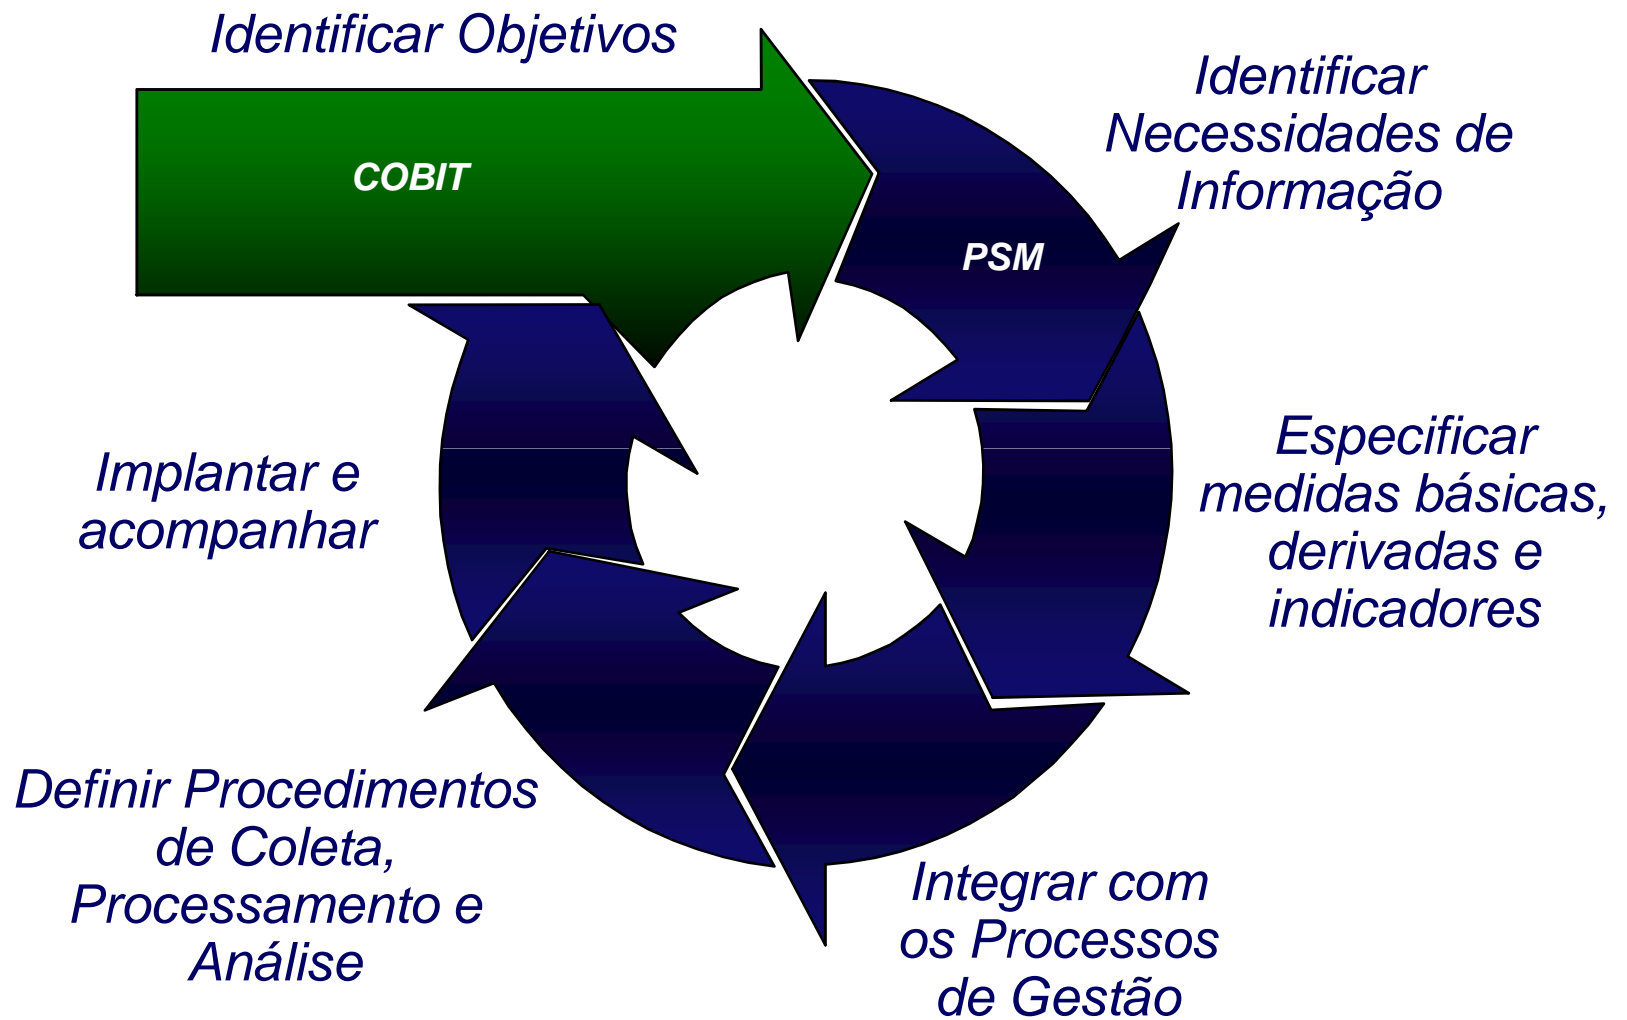 Identificar Objetivos
COBIT
Identificar
Necessidades de
Informação
PSM
Especificar
medidas básicas,
derivadas e
indicadores
Integrar com
os Processos
de Gestão
Definir Procedimentos
de Coleta,
Processamento e
Análise
Implantar e
acompanhar